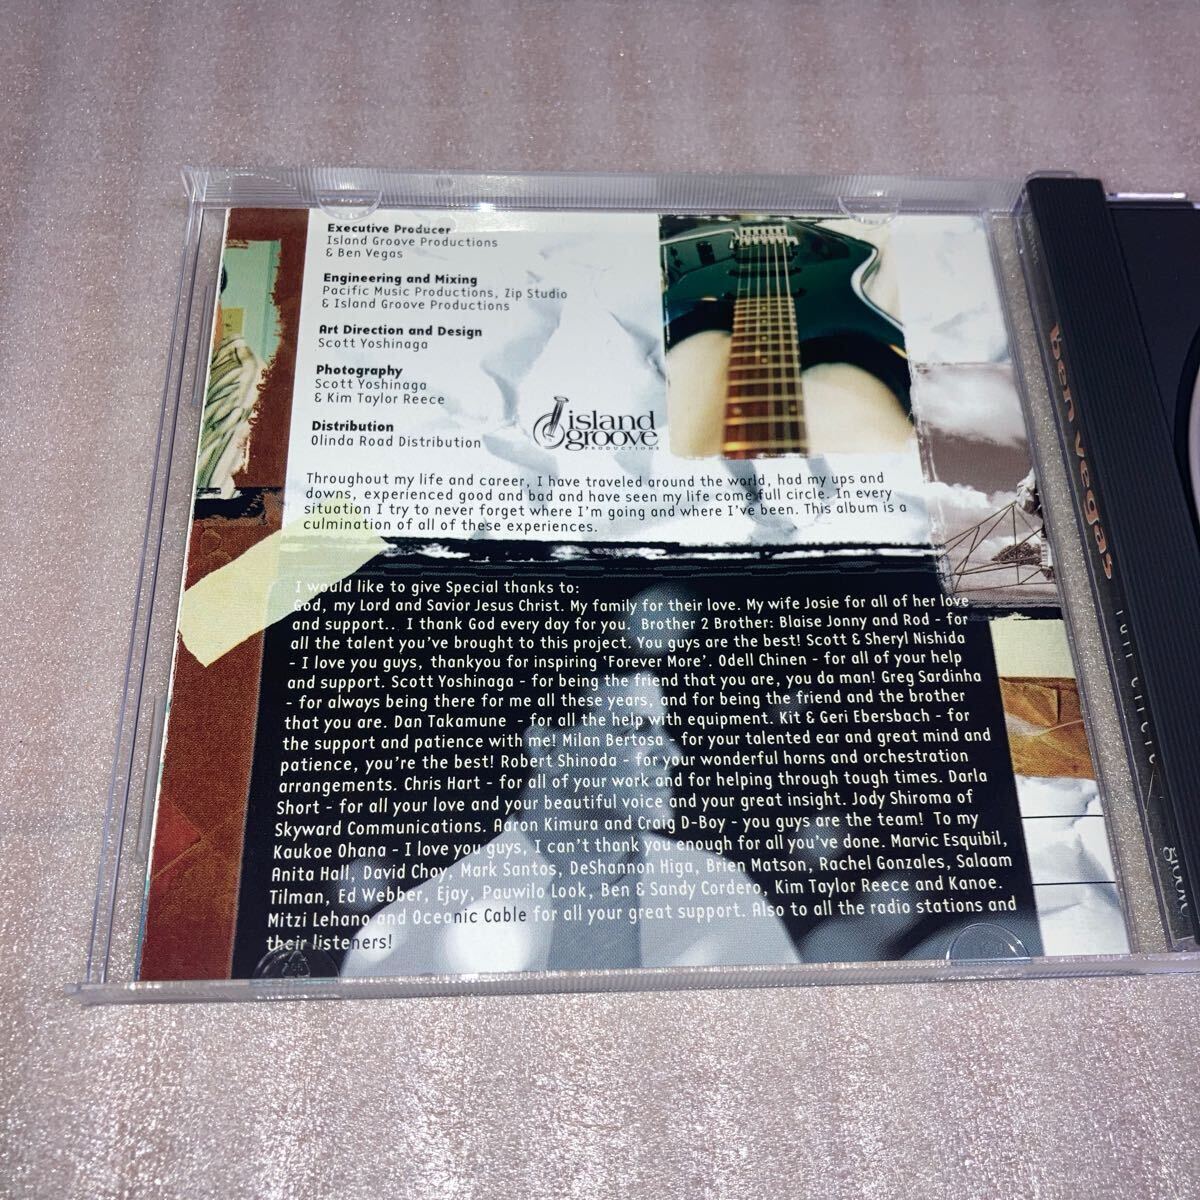 Executive Producer
Island Groove Productions
& Ben Vegas
Engineering and Mixing
Pacific Music Productions, Zip Studio
& Island Groove Productions
Art Direction and Design
Scott Yoshinaga
Photography
Scott Yoshinaga
& Kim Taylor Reece
Distribution
Olinda Road Distribution
island
groove
PRODUCTIONS
Throughout my life and career, I have traveled around the world, had my ups and
downs, experienced good and bad and have seen my life come full circle. In every
situation I try to never forget where I'm going and where I've been. This album is a
culmination of all of these experiences.
I would like to give Special thanks to:
God, my Lord and Savior Jesus Christ. My family for their love. My wife Josie for all of her love
and support.. I thank God every day for you. Brother 2 Brother: Blaise Jonny and Rod - for
all the talent you've brought to this project. You guys are the best! Scott & Sheryl Nishida
- I love you guys, thankyou for inspiring 'Forever More'. Odell Chinen - for all of your help
and support. Scott Yoshinaga - for being the friend that you are, you da man! Greg Sardinha
- for always being there for me all these years, and for being the friend and the brother
that you are. Dan Takamune - for all the help with equipment. Kit & Geri Ebersbach - for
the support and patience with me! Milan Bertosa - for your talented ear and great mind and
patience, you're the best! Robert Shinoda - for your wonderful horns and orchestration
arrangements. Chris Hart - for all of your work and for helping through tough times. Darla
Short - for all your love and your beautiful voice and your great insight. Jody Shiroma of
Skyward Communications. Aaron Kimura and Craig D-Boy - you guys are the team! To my
Kaukoe Ohana - I love you guys, I can't thank you enough for all you've done. Marvic Esquibil,
Anita Hall, David Choy, Mark Santos, DeShannon Higa, Brien Matson, Rachel Gonzales, Salaam
Tilman, Ed Webber, Ejay, Pauwilo Look, Ben & Sandy Cordero, Kim Taylor Reece and Kanoe.
Mitzi Lehano and Oceanic Cable for all your great support. Also to all the radio stations and
their listeners!
Ben vegas
full circle
groove